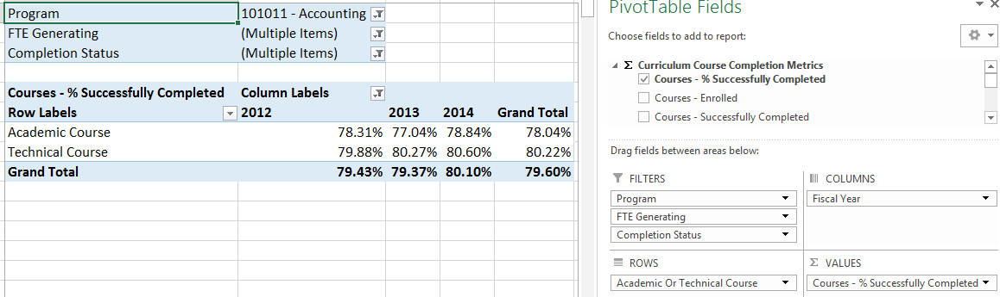 Program 101011 - Accounting
FTE Generating (Multiple Items)
Completion Status (Multiple Items)
Courses - % Successfully Completed Column Labels
Row Labels 2012 2013 2014 Grand Total
Academic Course 78.31% 77.04% 78.84% 78.04%
Technical Course 79.88% 80.27% 80.60% 80.22%
Grand Total 79.43% 79.37% 80.10% 79.60%
PivotTable Fields
Choose fields to add to report:
Σ Curriculum Course Completion Metrics
Courses - % Successfully Completed
Courses - Enrolled
Courses - Successfully Completed
Drag fields between areas below:
FILTERS
Program
FTE Generating
Completion Status
COLUMNS
Fiscal Year
ROWS
Academic Or Technical Course
Σ VALUES
Courses - % Successfully Completed